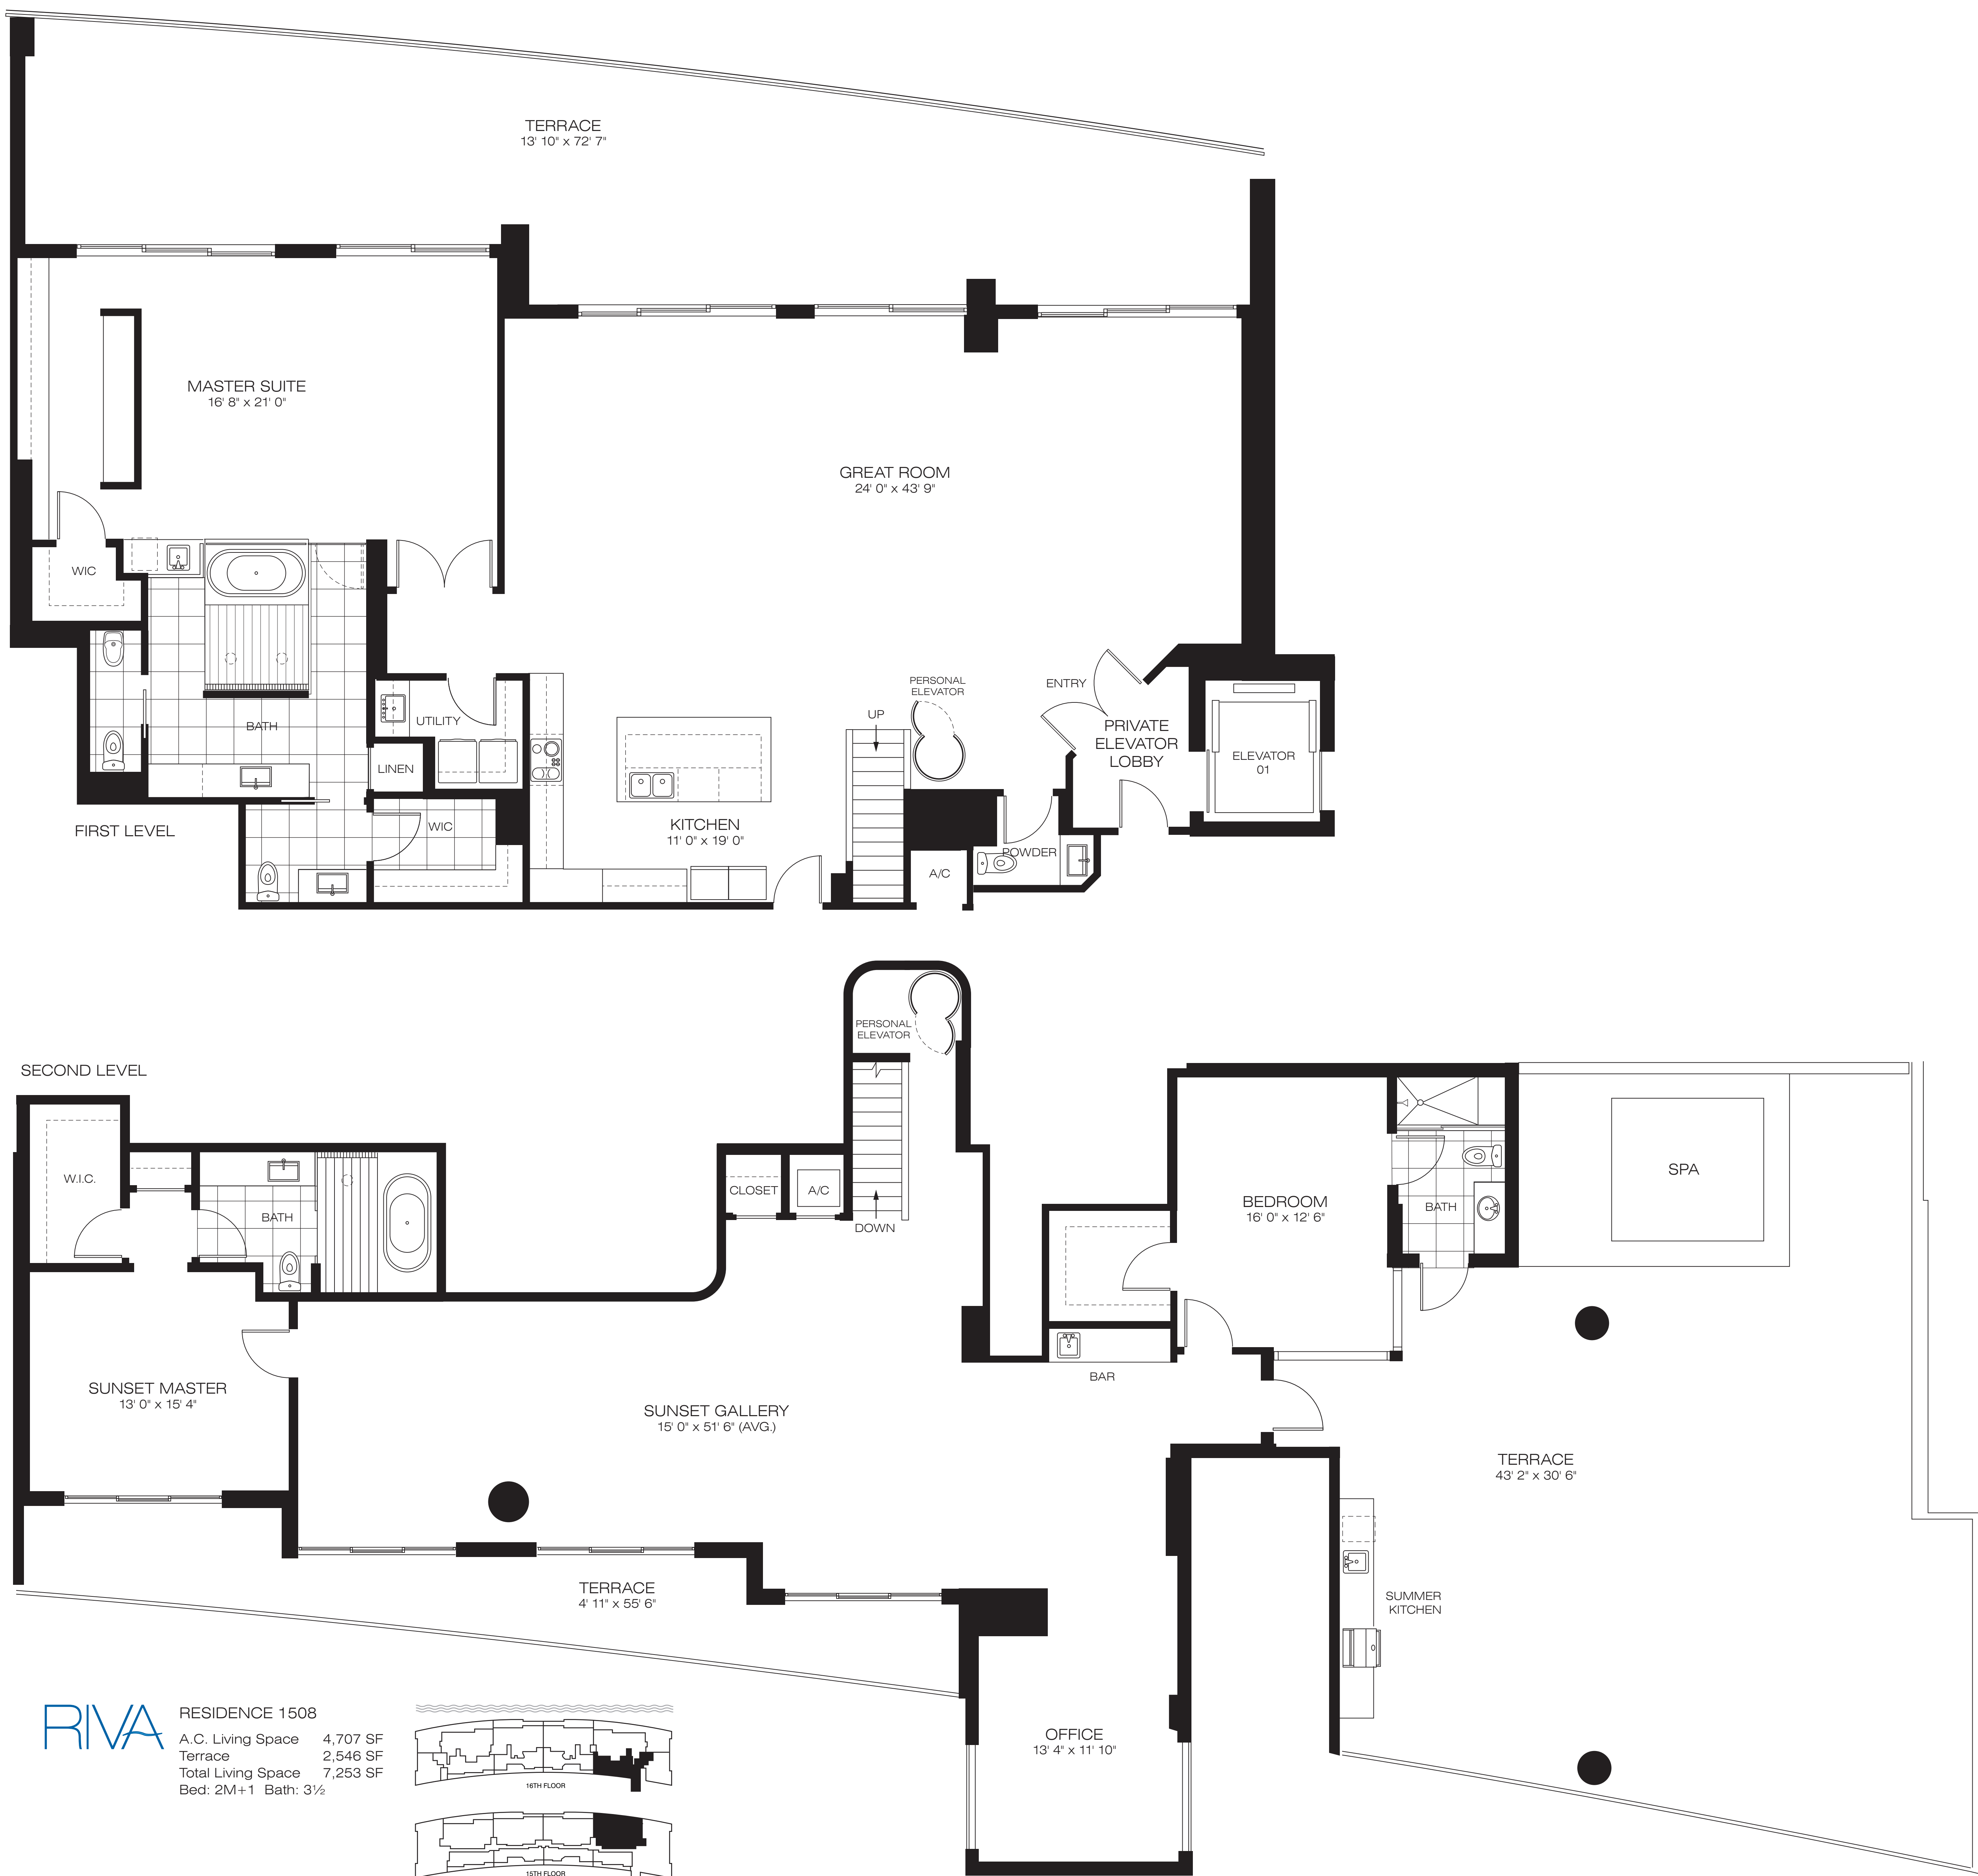 TERRACE
13' 10" x 72' 7"
MASTER SUITE
16' 8" x 21' 0"
GREAT ROOM
24' 0" x 43' 9"
WIC
BATH
UTILITY
LINEN
WIC
FIRST LEVEL
KITCHEN
11' 0" x 19' 0"
UP
PERSONAL
ELEVATOR
ENTRY
PRIVATE
ELEVATOR
LOBBY
ELEVATOR
01
POWDER
A/C
SECOND LEVEL
PERSONAL
ELEVATOR
W.I.C.
BATH
CLOSET
A/C
DOWN
BEDROOM
16' 0" x 12' 6"
BATH
SPA
SUNSET MASTER
13' 0" x 15' 4"
SUNSET GALLERY
15' 0" x 51' 6" (AVG.)
BAR
TERRACE
43' 2" x 30' 6"
TERRACE
4' 11" x 55' 6"
SUMMER
KITCHEN
OFFICE
13' 4" x 11' 10"
RIVA
RESIDENCE 1508
A.C. Living Space 4,707 SF
Terrace 2,546 SF
Total Living Space 7,253 SF
Bed: 2M+1 Bath: 3½
16TH FLOOR
15TH FLOOR